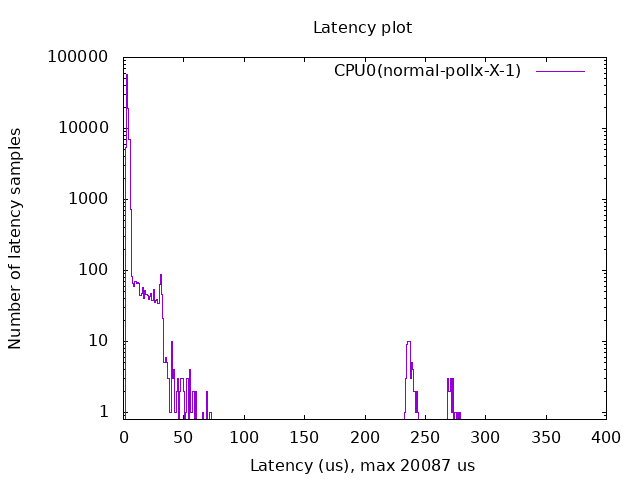 Latency plot
CPU0(normal-pollx-X-1)
Number of latency samples
100000
10000
1000
100
10
1
0 50 100 150 200 250 300 350 400
Latency (us), max 20087 us